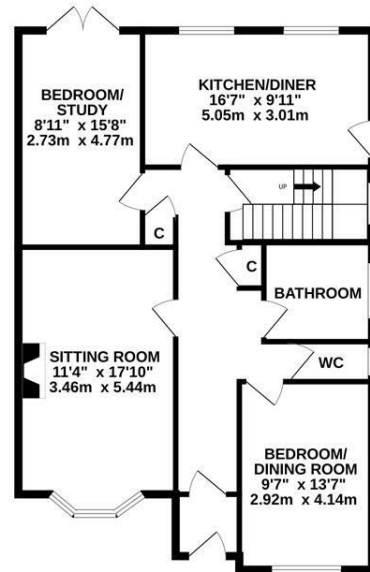 BEDROOM/
STUDY
8'11" x 15'8"
2.73m x 4.77m
KITCHEN/DINER
16'7" x 9'11"
5.05m x 3.01m
UP
C
C
BATHROOM
SITTING ROOM
11'4" x 17'10"
3.46m x 5.44m
WC
BEDROOM/
DINING ROOM
9'7" x 13'7"
2.92m x 4.14m